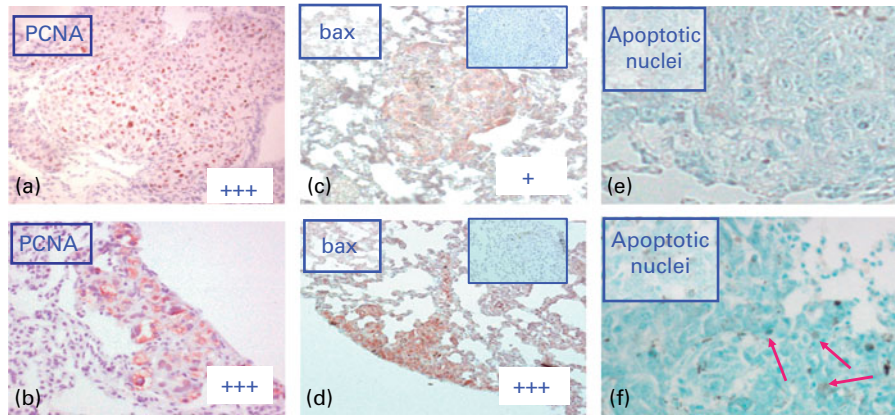 PCNA
(a)
+++
bax
(c)
+
Apoptotic
nuclei
(e)
PCNA
(b)
+++
bax
(d)
+++
Apoptotic
nuclei
(f)